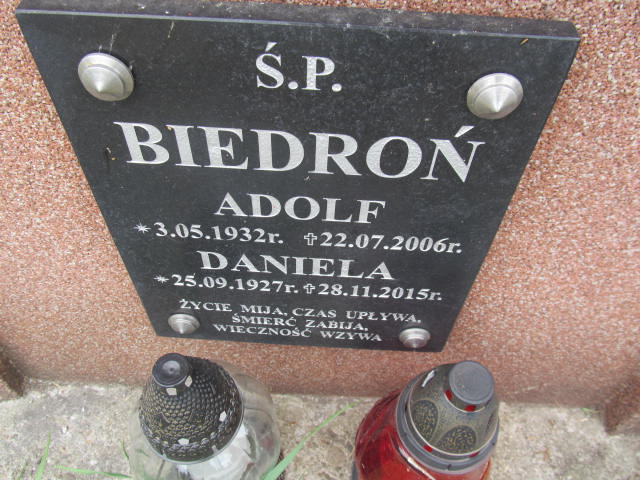 Ś.P.
BIEDROŃ
ADOLF
*3.05.1932r. ✝22.07.2006r.
DANIELA
*25.09.1927r. ✝28.11.2015r.
ŻYCIE MIJA, CZAS UPŁYWA,
ŚMIERĆ ZABIJA,
WIECZNOŚĆ WZYWA